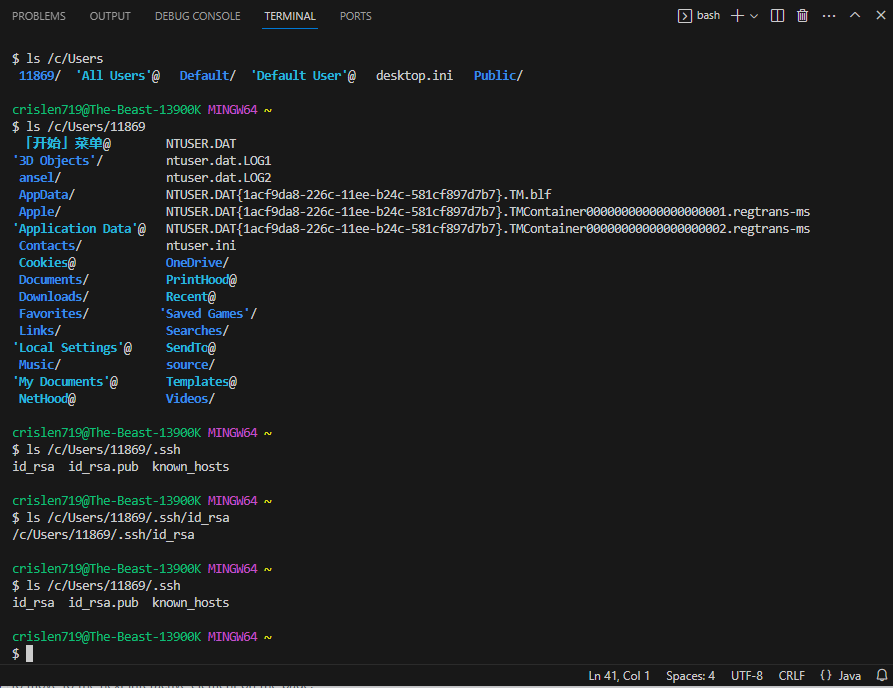 PROBLEMS OUTPUT DEBUG CONSOLE TERMINAL PORTS bash
$ ls /c/Users
11869/ 'All Users'@ Default/ 'Default User'@ desktop.ini Public/
crislen719@The-Beast-13900K MINGW64 ~
$ ls /c/Users/11869
「开始」菜单@ NTUSER.DAT
'3D Objects'/ ntuser.dat.LOG1
ansel/ ntuser.dat.LOG2
AppData/ NTUSER.DAT{1acf9da8-226c-11ee-b24c-581cf897d7b7}.TM.blf
Apple/ NTUSER.DAT{1acf9da8-226c-11ee-b24c-581cf897d7b7}.TMContainer00000000000000000001.regtrans-ms
'Application Data'@ NTUSER.DAT{1acf9da8-226c-11ee-b24c-581cf897d7b7}.TMContainer00000000000000000002.regtrans-ms
Contacts/ ntuser.ini
Cookies@ OneDrive/
Documents/ PrintHood@
Downloads/ Recent@
Favorites/ 'Saved Games'/
Links/ Searches/
'Local Settings'@ SendTo@
Music/ source/
'My Documents'@ Templates@
NetHood@ Videos/
crislen719@The-Beast-13900K MINGW64 ~
$ ls /c/Users/11869/.ssh
id_rsa id_rsa.pub known_hosts
crislen719@The-Beast-13900K MINGW64 ~
$ ls /c/Users/11869/.ssh/id_rsa
/c/Users/11869/.ssh/id_rsa
crislen719@The-Beast-13900K MINGW64 ~
$ ls /c/Users/11869/.ssh
id_rsa id_rsa.pub known_hosts
crislen719@The-Beast-13900K MINGW64 ~
$
Ln 41, Col 1 Spaces: 4 UTF-8 CRLF {} Java